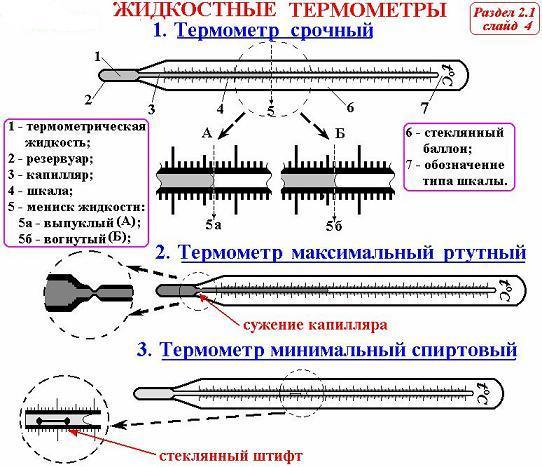 ЖИДКОСТНЫЕ ТЕРМОМЕТРЫ
Раздел 2.1
слайд 4
1. Термометр срочный
1
2
3
4
5
6
7
t°C
А
Б
1 - термометрическая
жидкость;
2 - резервуар;
3 - капилляр;
4 - шкала;
5 - мениск жидкости:
5а - выпуклый (А);
5б - вогнутый (Б);
6 - стеклянный
баллон;
7 - обозначение
типа шкалы.
5а
5б
2. Термометр максимальный ртутный
t°C
сужение капилляра
3. Термометр минимальный спиртовый
t°C
стеклянный штифт